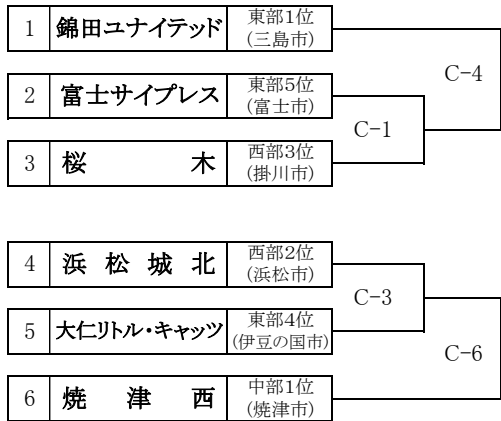 1 錦田ユナイテッド 東部1位
(三島市)
C-4
2 富士サイプレス 東部5位
(富士市)
C-1
3 桜木 西部3位
(掛川市)
4 浜松城北 西部2位
(浜松市)
C-3
5 大仁リトル・キャッツ 東部4位
(伊豆の国市)
C-6
6 焼津西 中部1位
(焼津市)